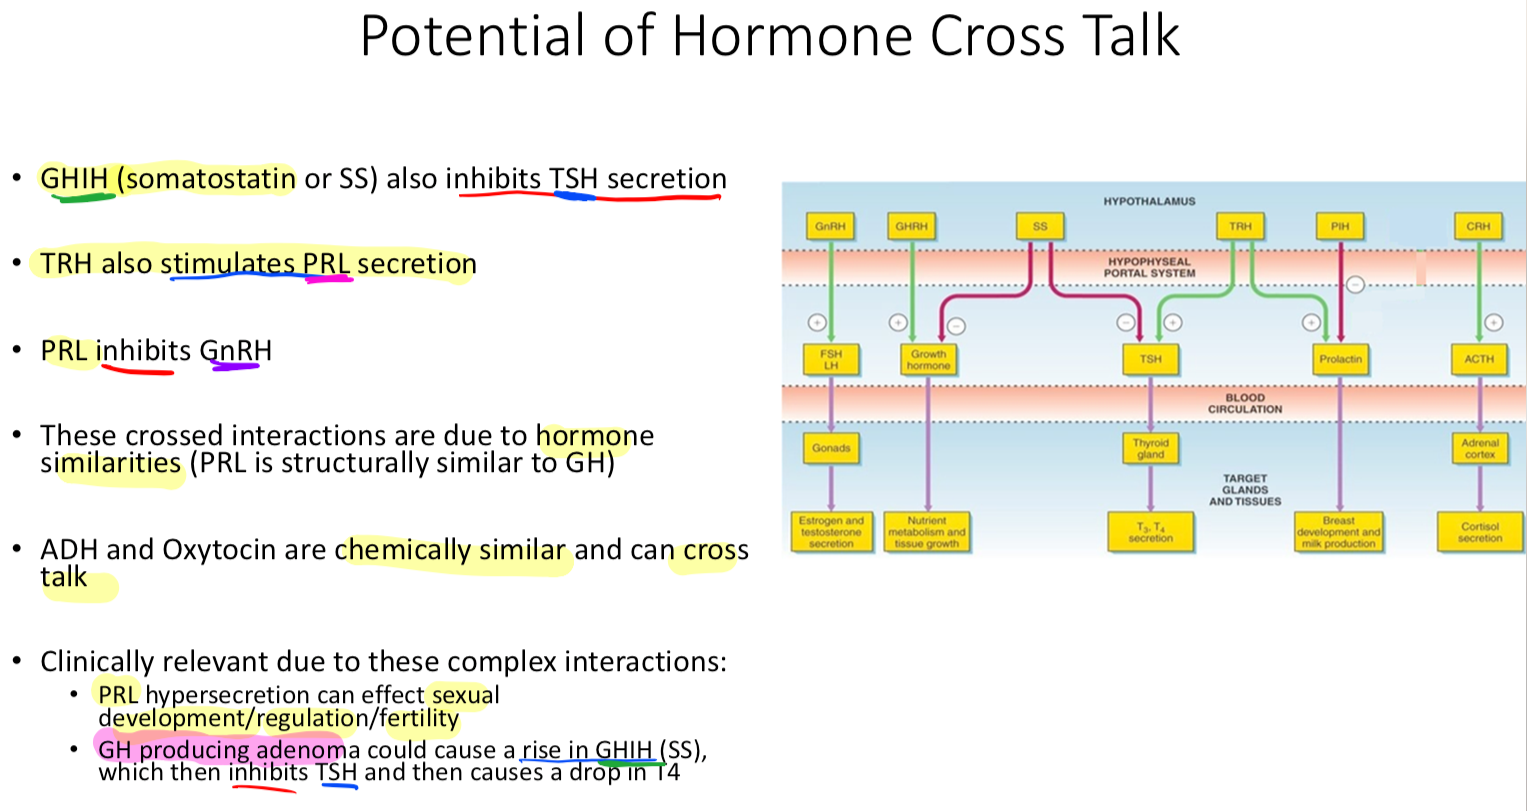 Potential of Hormone Cross Talk
• GHIH (somatostatin or SS) also inhibits TSH secretion
• TRH also stimulates PRL secretion
• PRL inhibits GnRH
• These crossed interactions are due to hormone
similarities (PRL is structurally similar to GH)
• ADH and Oxytocin are chemically similar and can cross
talk
• Clinically relevant due to these complex interactions:
• PRL hypersecretion can effect sexual
development/regulation/fertility
• GH producing adenoma could cause a rise in GHIH (SS),
which then inhibits TSH and then causes a drop in T4
HYPOTHALAMUS
GnRH
GHRH
SS
TRH
PIH
CRH
HYPOPHYSEAL
PORTAL SYSTEM
−
+
+
−
−
+
+
+
FSH
LH
Growth
hormone
TSH
Prolactin
ACTH
BLOOD
CIRCULATION
Gonads
Thyroid
gland
Adrenal
cortex
TARGET
GLANDS
AND TISSUES
Estrogen and
testosterone
secretion
Nutrient
metabolism and
tissue growth
T₃, T₄
secretion
Breast
development and
milk production
Cortisol
secretion